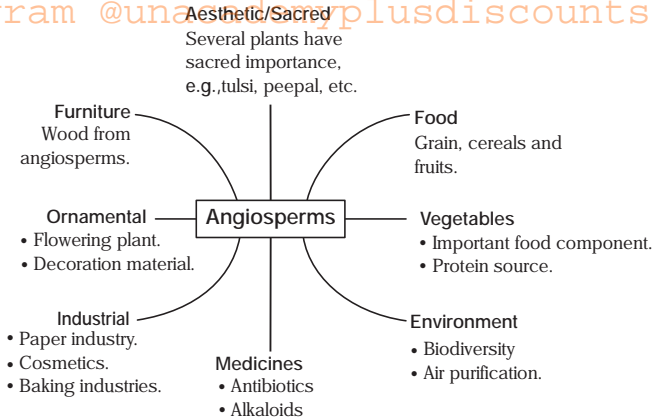 ram @unacademyplusdiscounts
Aesthetic/Sacred
Several plants have
sacred importance,
e.g.,tulsi, peepal, etc.
Furniture
Wood from
angiosperms.
Food
Grain, cereals and
fruits.
Ornamental
• Flowering plant.
• Decoration material.
Angiosperms
Vegetables
• Important food component.
• Protein source.
Industrial
• Paper industry.
• Cosmetics.
• Baking industries.
Medicines
• Antibiotics
• Alkaloids
Environment
• Biodiversity
• Air purification.